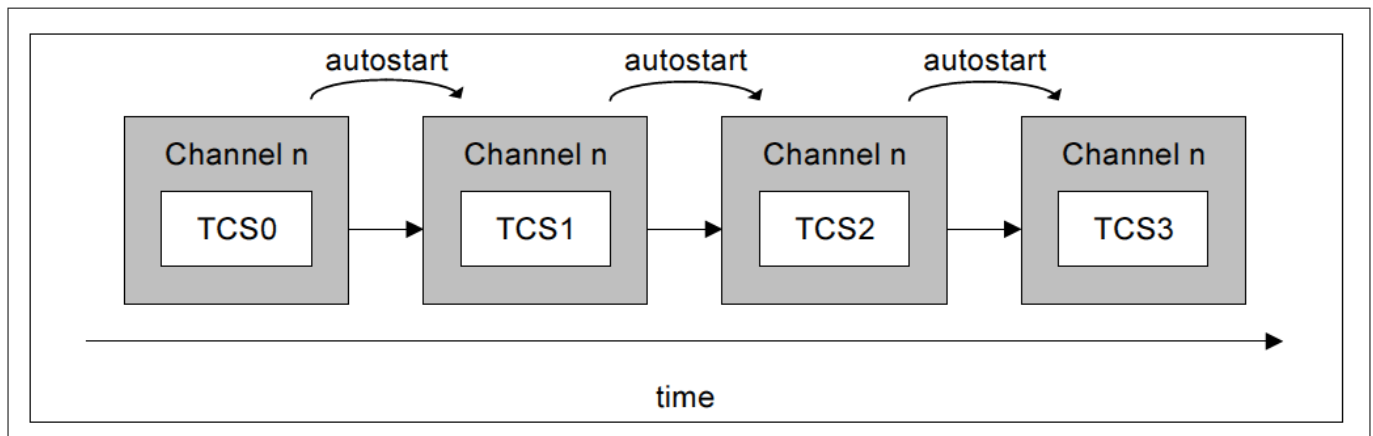 autostart autostart autostart
Channel n Channel n Channel n Channel n
TCS0 TCS1 TCS2 TCS3
time